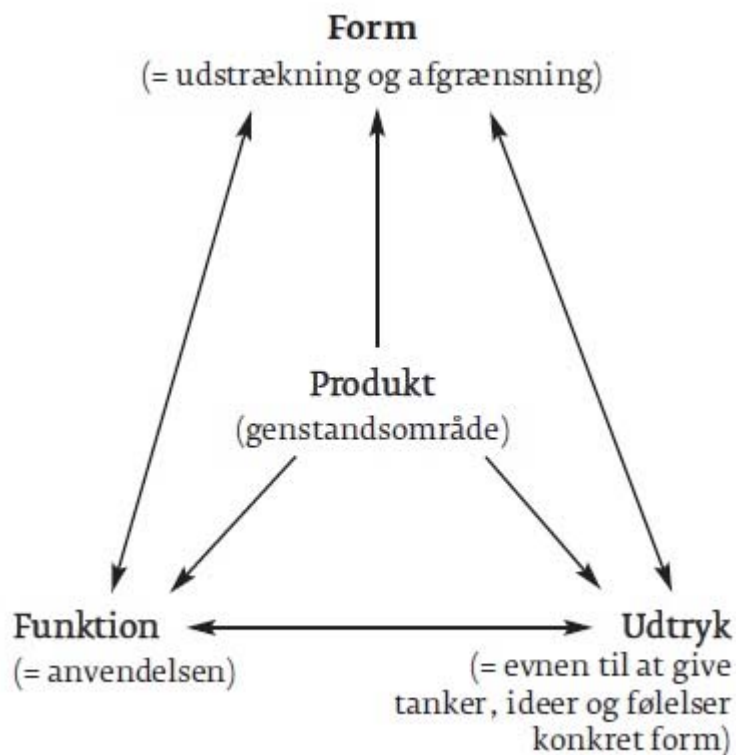 Form
(= udstrækning og afgrænsning)
Produkt
(genstandsområde)
Funktion
(= anvendelsen)
Udtryk
(= evnen til at give
tanker, ideer og følelser
konkret form)